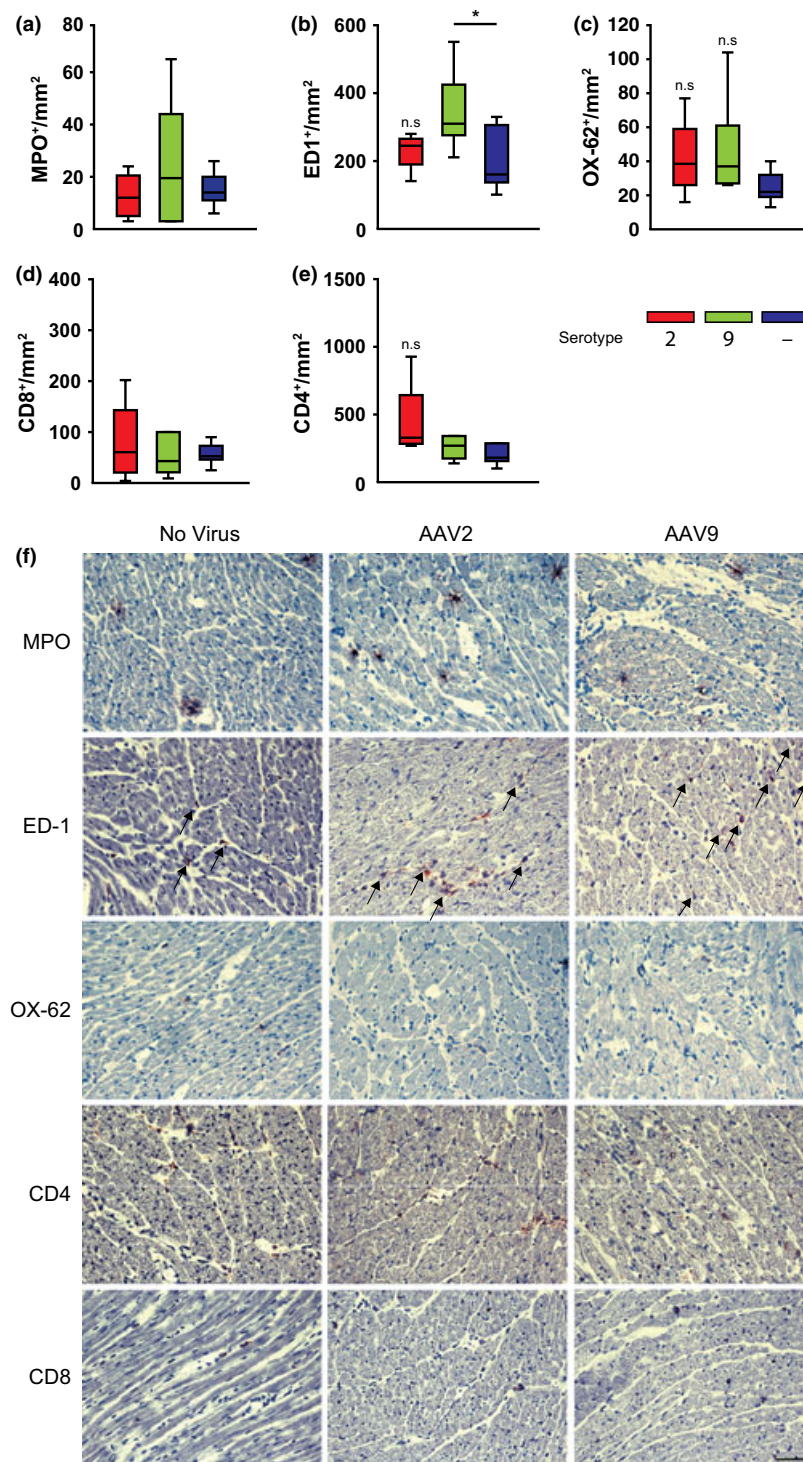 (a)
MPO⁺/mm²
80
60
40
20
0
(b)
ED1⁺/mm²
600
400
200
0
n.s
*
(c)
OX-62⁺/mm²
120
100
80
60
40
20
0
n.s
n.s
(d)
CD8⁺/mm²
400
300
200
100
0
(e)
CD4⁺/mm²
1500
1000
500
0
n.s
Serotype 2 9 –
(f)
No Virus AAV2 AAV9
MPO
ED-1
OX-62
CD4
CD8